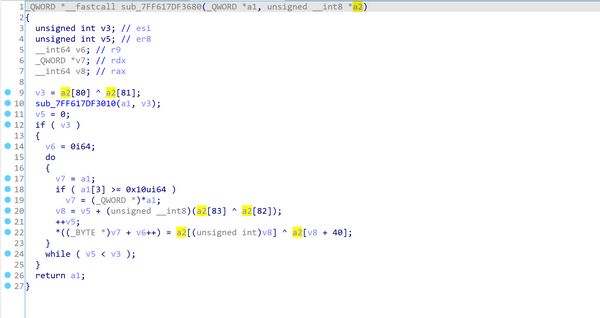 1 _QWORD *__fastcall sub_7FF617DF3680(_QWORD *a1, unsigned __int8 *a2)
2 {
3 unsigned int v3; // esi
4 unsigned int v5; // er8
5 __int64 v6; // r9
6 _QWORD *v7; // rdx
7 __int64 v8; // rax
8
9 v3 = a2[80] ^ a2[81];
10 sub_7FF617DF3010(a1, v3);
11 v5 = 0;
12 if ( v3 )
13 {
14 v6 = 0i64;
15 do
16 {
17 v7 = a1;
18 if ( a1[3] >= 0x10ui64 )
19 v7 = (_QWORD *)*a1;
20 v8 = v5 + (unsigned __int8)(a2[83] ^ a2[82]);
21 ++v5;
22 *((_BYTE *)v7 + v6++) = a2[(unsigned int)v8] ^ a2[v8 + 40];
23 }
24 while ( v5 < v3 );
25 }
26 return a1;
27 }